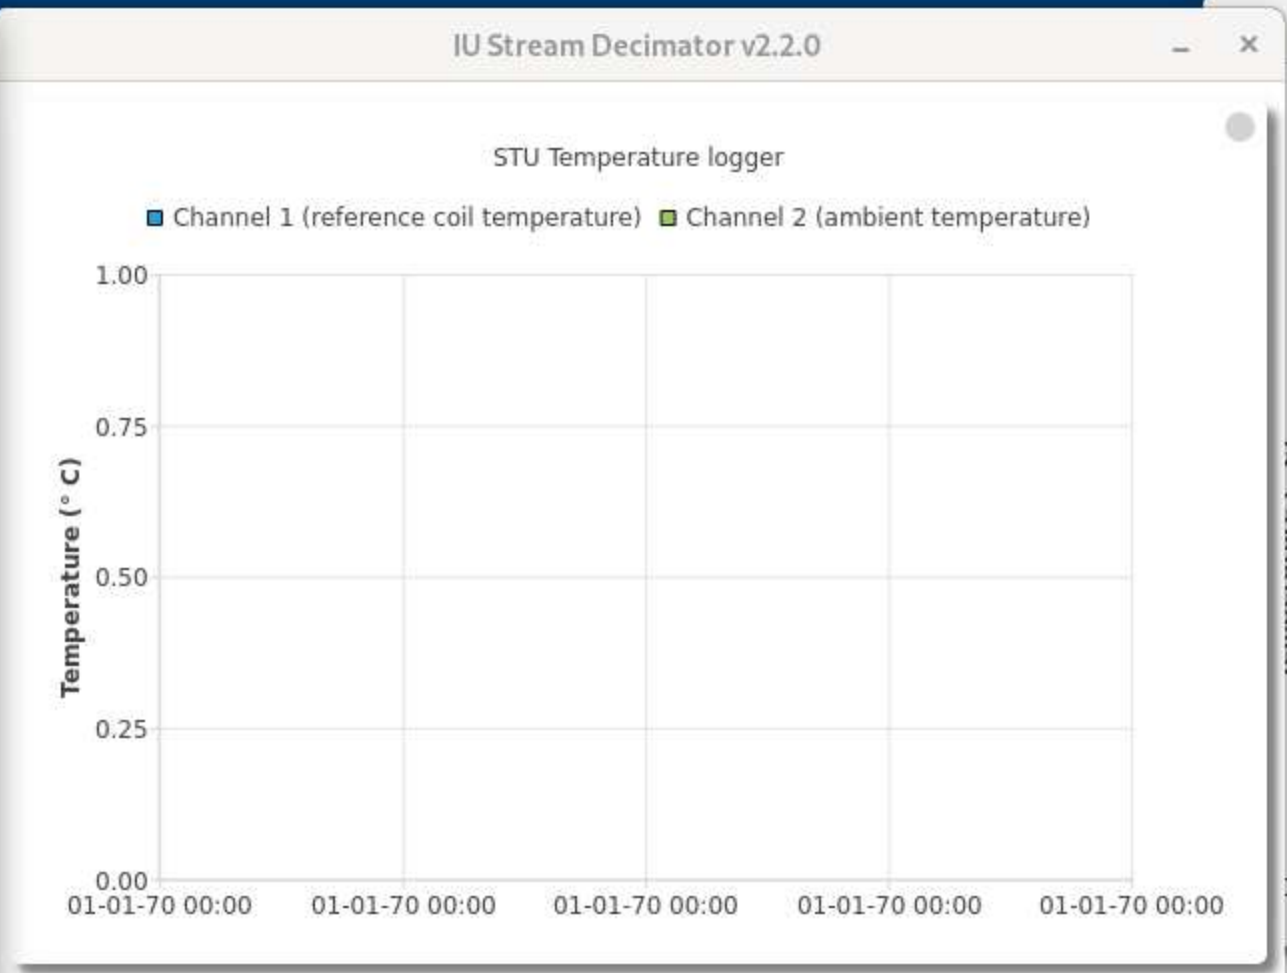 IU Stream Decimator v2.2.0
STU Temperature logger
Channel 1 (reference coil temperature) Channel 2 (ambient temperature)
1.00
0.75
0.50
0.25
0.00
Temperature (° C)
01-01-70 00:00 01-01-70 00:00 01-01-70 00:00 01-01-70 00:00 01-01-70 00:00